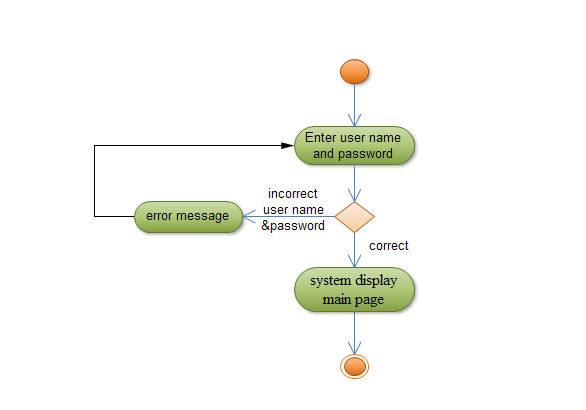 Enter user name
and password
incorrect
user name
&password
error message
correct
system display
main page